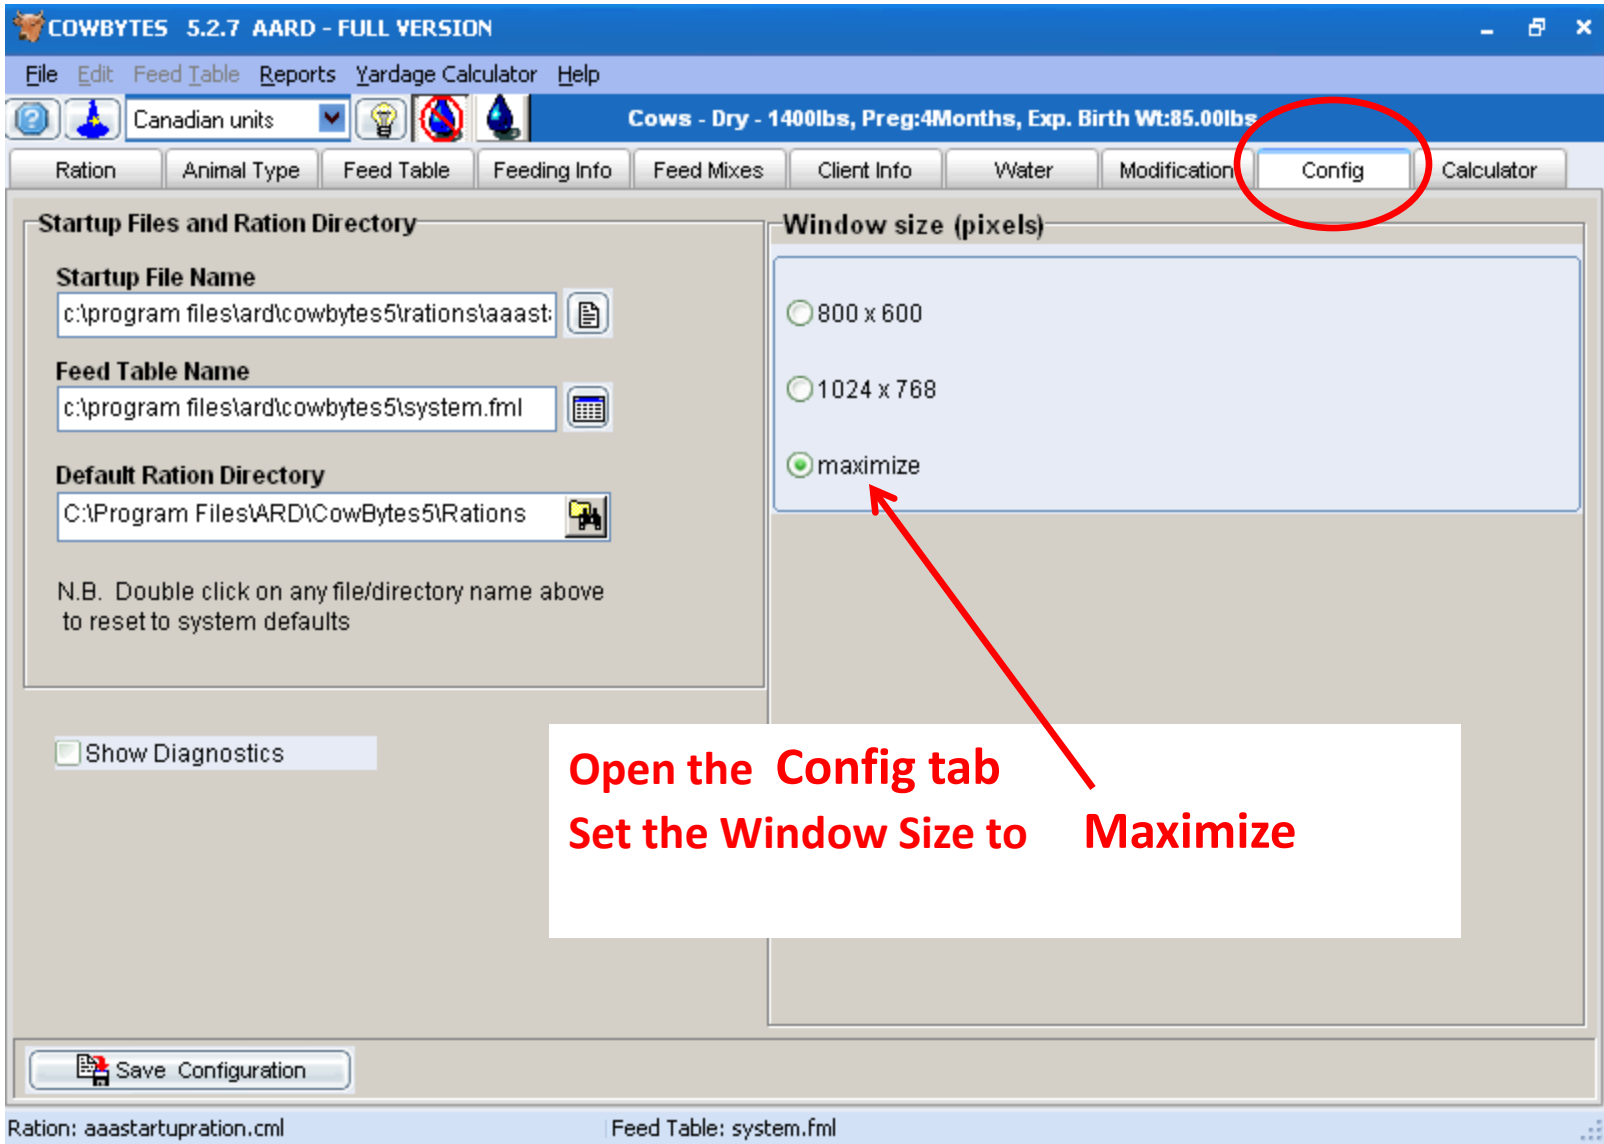 COWBYTES 5.2.7 AARD - FULL VERSION
File Edit Feed Table Reports Yardage Calculator Help
Canadian units
Cows - Dry - 1400lbs, Preg:4Months, Exp. Birth Wt:85.00lbs
Ration Animal Type Feed Table Feeding Info Feed Mixes Client Info Water Modification Config Calculator
Startup Files and Ration Directory
Startup File Name
c:\program files\ard\cowbytes5\rations\aaast
Feed Table Name
c:\program files\ard\cowbytes5\system.fml
Default Ration Directory
C:\Program Files\ARD\CowBytes5\Rations
N.B. Double click on any file/directory name above
to reset to system defaults
Show Diagnostics
Window size (pixels)
800 x 600
1024 x 768
maximize
Open the Config tab
Set the Window Size to Maximize
Save Configuration
Ration: aaastartupration.cml
Feed Table: system.fml